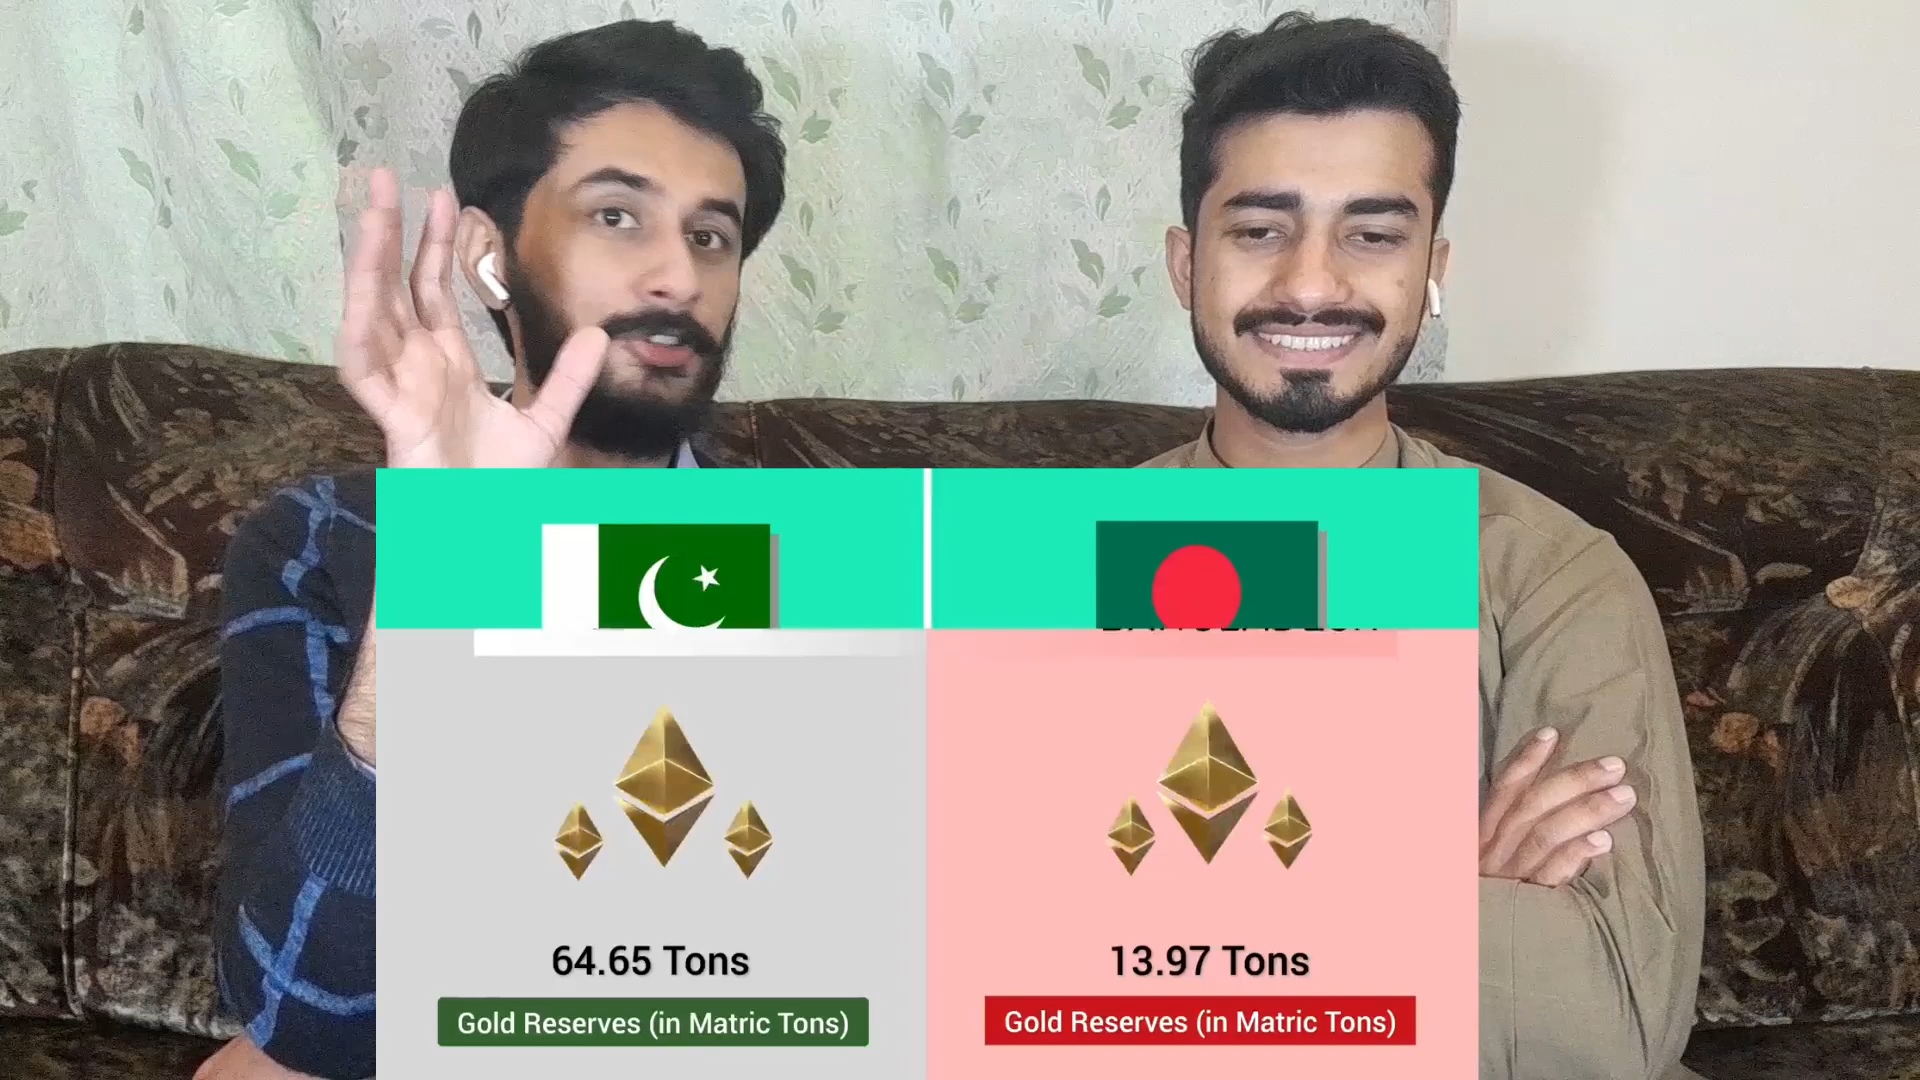 64.65 Tons
13.97 Tons
Gold Reserves (in Matric Tons)
Gold Reserves (in Matric Tons)